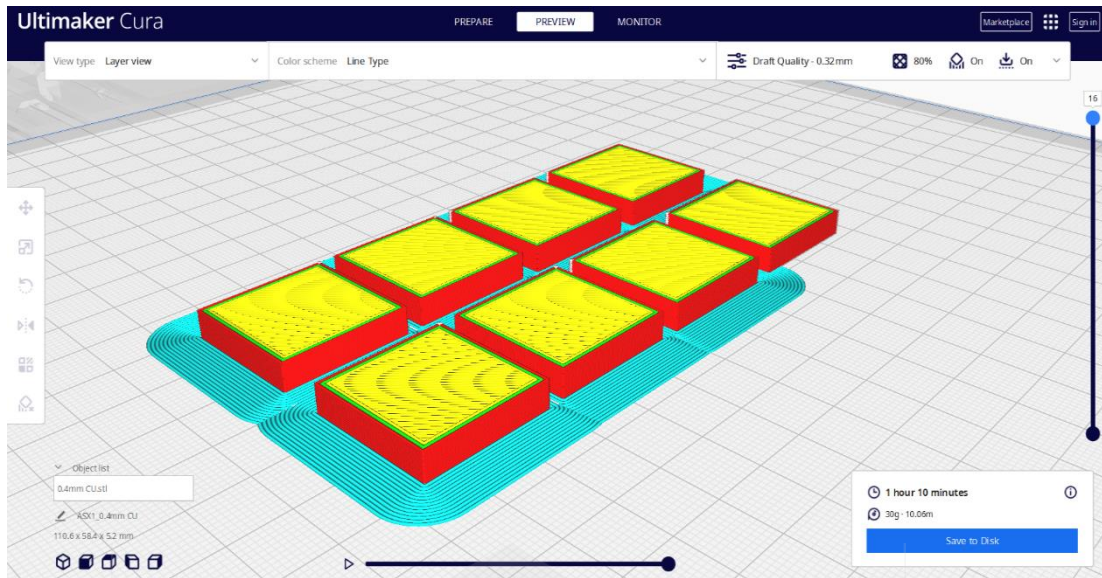 Ultimaker Cura
PREPARE PREVIEW MONITOR
Marketplace Sign in
View type Layer view
Color scheme Line Type
Draft Quality - 0.32mm 80% On On
16
Object list
0.4mm CU.stl
ASX1_0.4mm CU
110.6 x 58.4 x 5.2 mm
1 hour 10 minutes
30g · 10.06m
Save to Disk